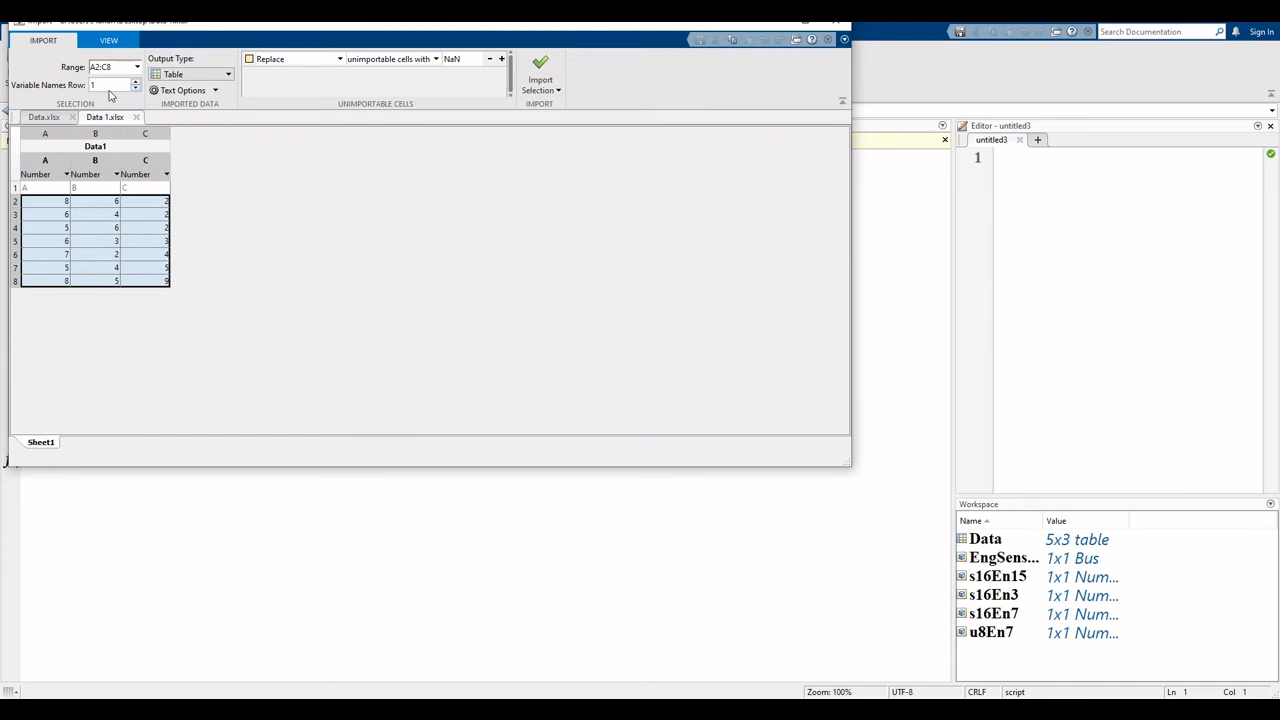 IMPORT VIEW
Search Documentation Sign In
Range: A2:C8
Variable Names Row: 1
SELECTION
Output Type:
Table
Text Options
IMPORTED DATA
Replace unimportable cells with NaN - +
UNIMPORTABLE CELLS
Import
Selection
IMPORT
Data.xlsx Data 1.xlsx
A B C
Data1
A B C
Number Number Number
1 A B C
2 8 6 2
3 6 4 2
4 5 6 2
5 6 3 3
6 7 2 4
7 5 4 5
8 8 5 9
Sheet1
Editor - untitled3
untitled3 +
1
Workspace
Name Value
Data 5x3 table
EngSens... 1x1 Bus
s16En15 1x1 Num...
s16En3 1x1 Num...
s16En7 1x1 Num...
u8En7 1x1 Num...
Zoom: 100% UTF-8 CRLF script Ln 1 Col 1